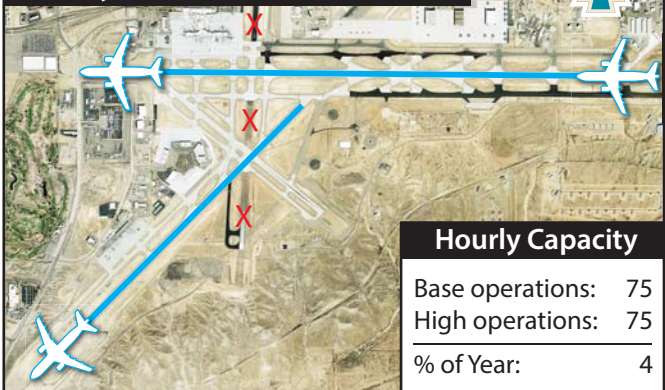 X
X
X
Hourly Capacity
Base operations: 75
High operations: 75
% of Year: 4